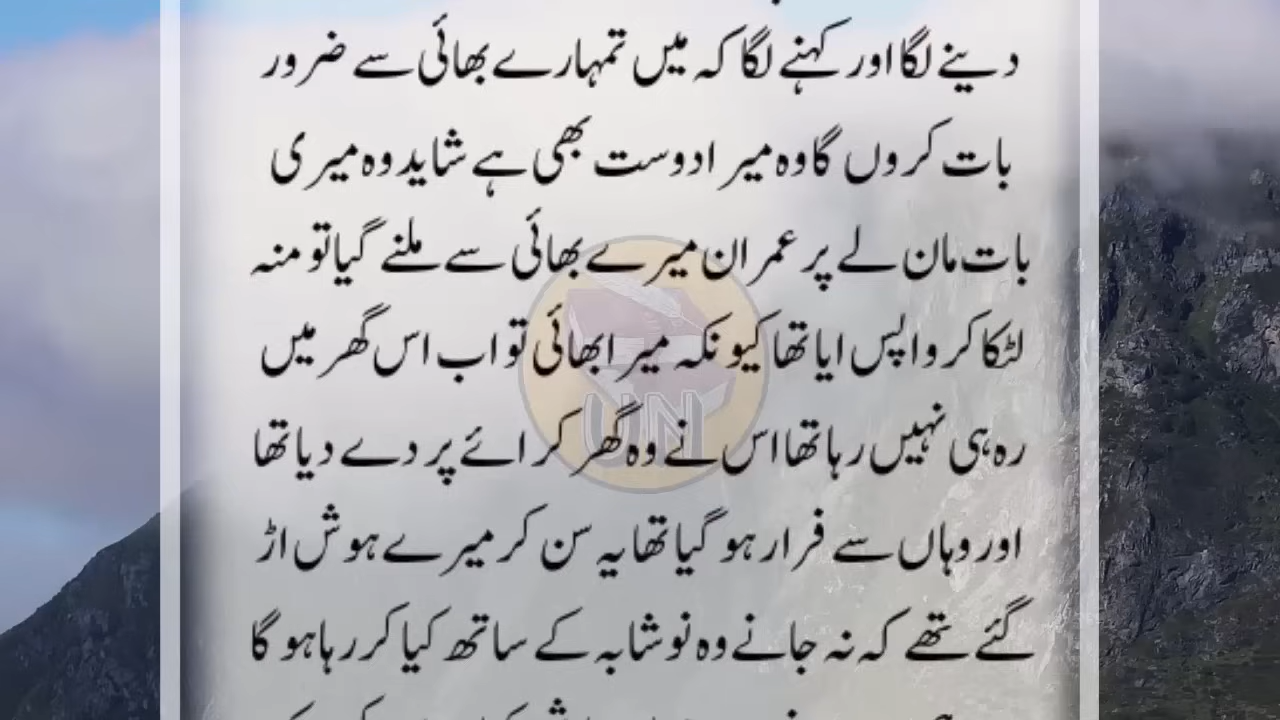 دینے لگا اور کہنے لگا کہ میں تمہارے بھائی سے ضرور
بات کروں گا وہ میرا دوست بھی ہے شاید وہ میری
بات مان لے پر عمران میرے بھائی سے ملنے گیا تو منہ
لٹکا کر واپس ایا تھا کیونکہ میرا بھائی تو اب اس گھر میں
رہ ہی نہیں رہا تھا اس نے وہ گھر کرائے پر دے دیا تھا
اور وہاں سے فرار ہو گیا تھا یہ سن کر میرے ہوش اڑ
گئے تھے کہ نہ جانے وہ نوشابہ کے ساتھ کیا کر رہا ہو گا
UN